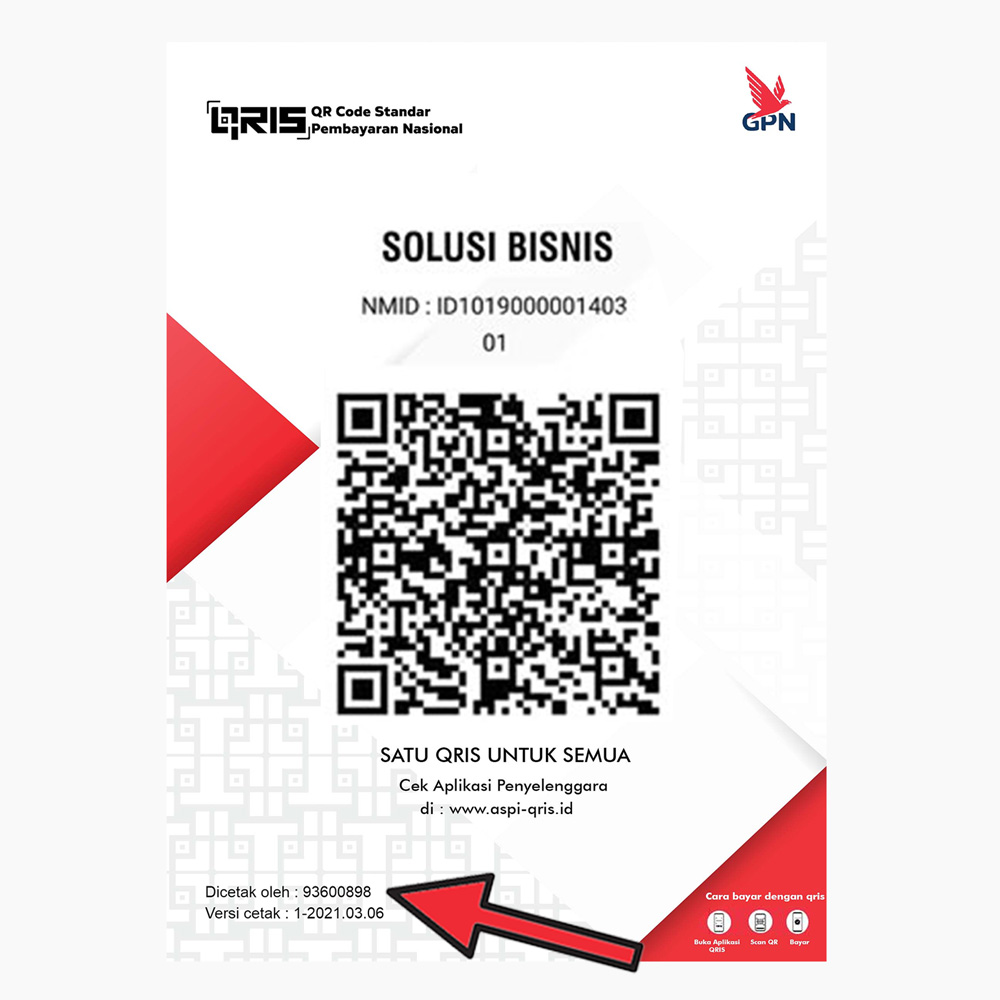 QRIS
QR Code Standar
Pembayaran Nasional
GPN
SOLUSI BISNIS
NMID : ID1019000001403
01
SATU QRIS UNTUK SEMUA
Cek Aplikasi Penyelenggara
di : www.aspi-qris.id
Dicetak oleh : 93600898
Versi cetak : 1-2021.03.06
Cara bayar dengan qris
Buka Aplikasi
QRIS
Scan QR
Bayar